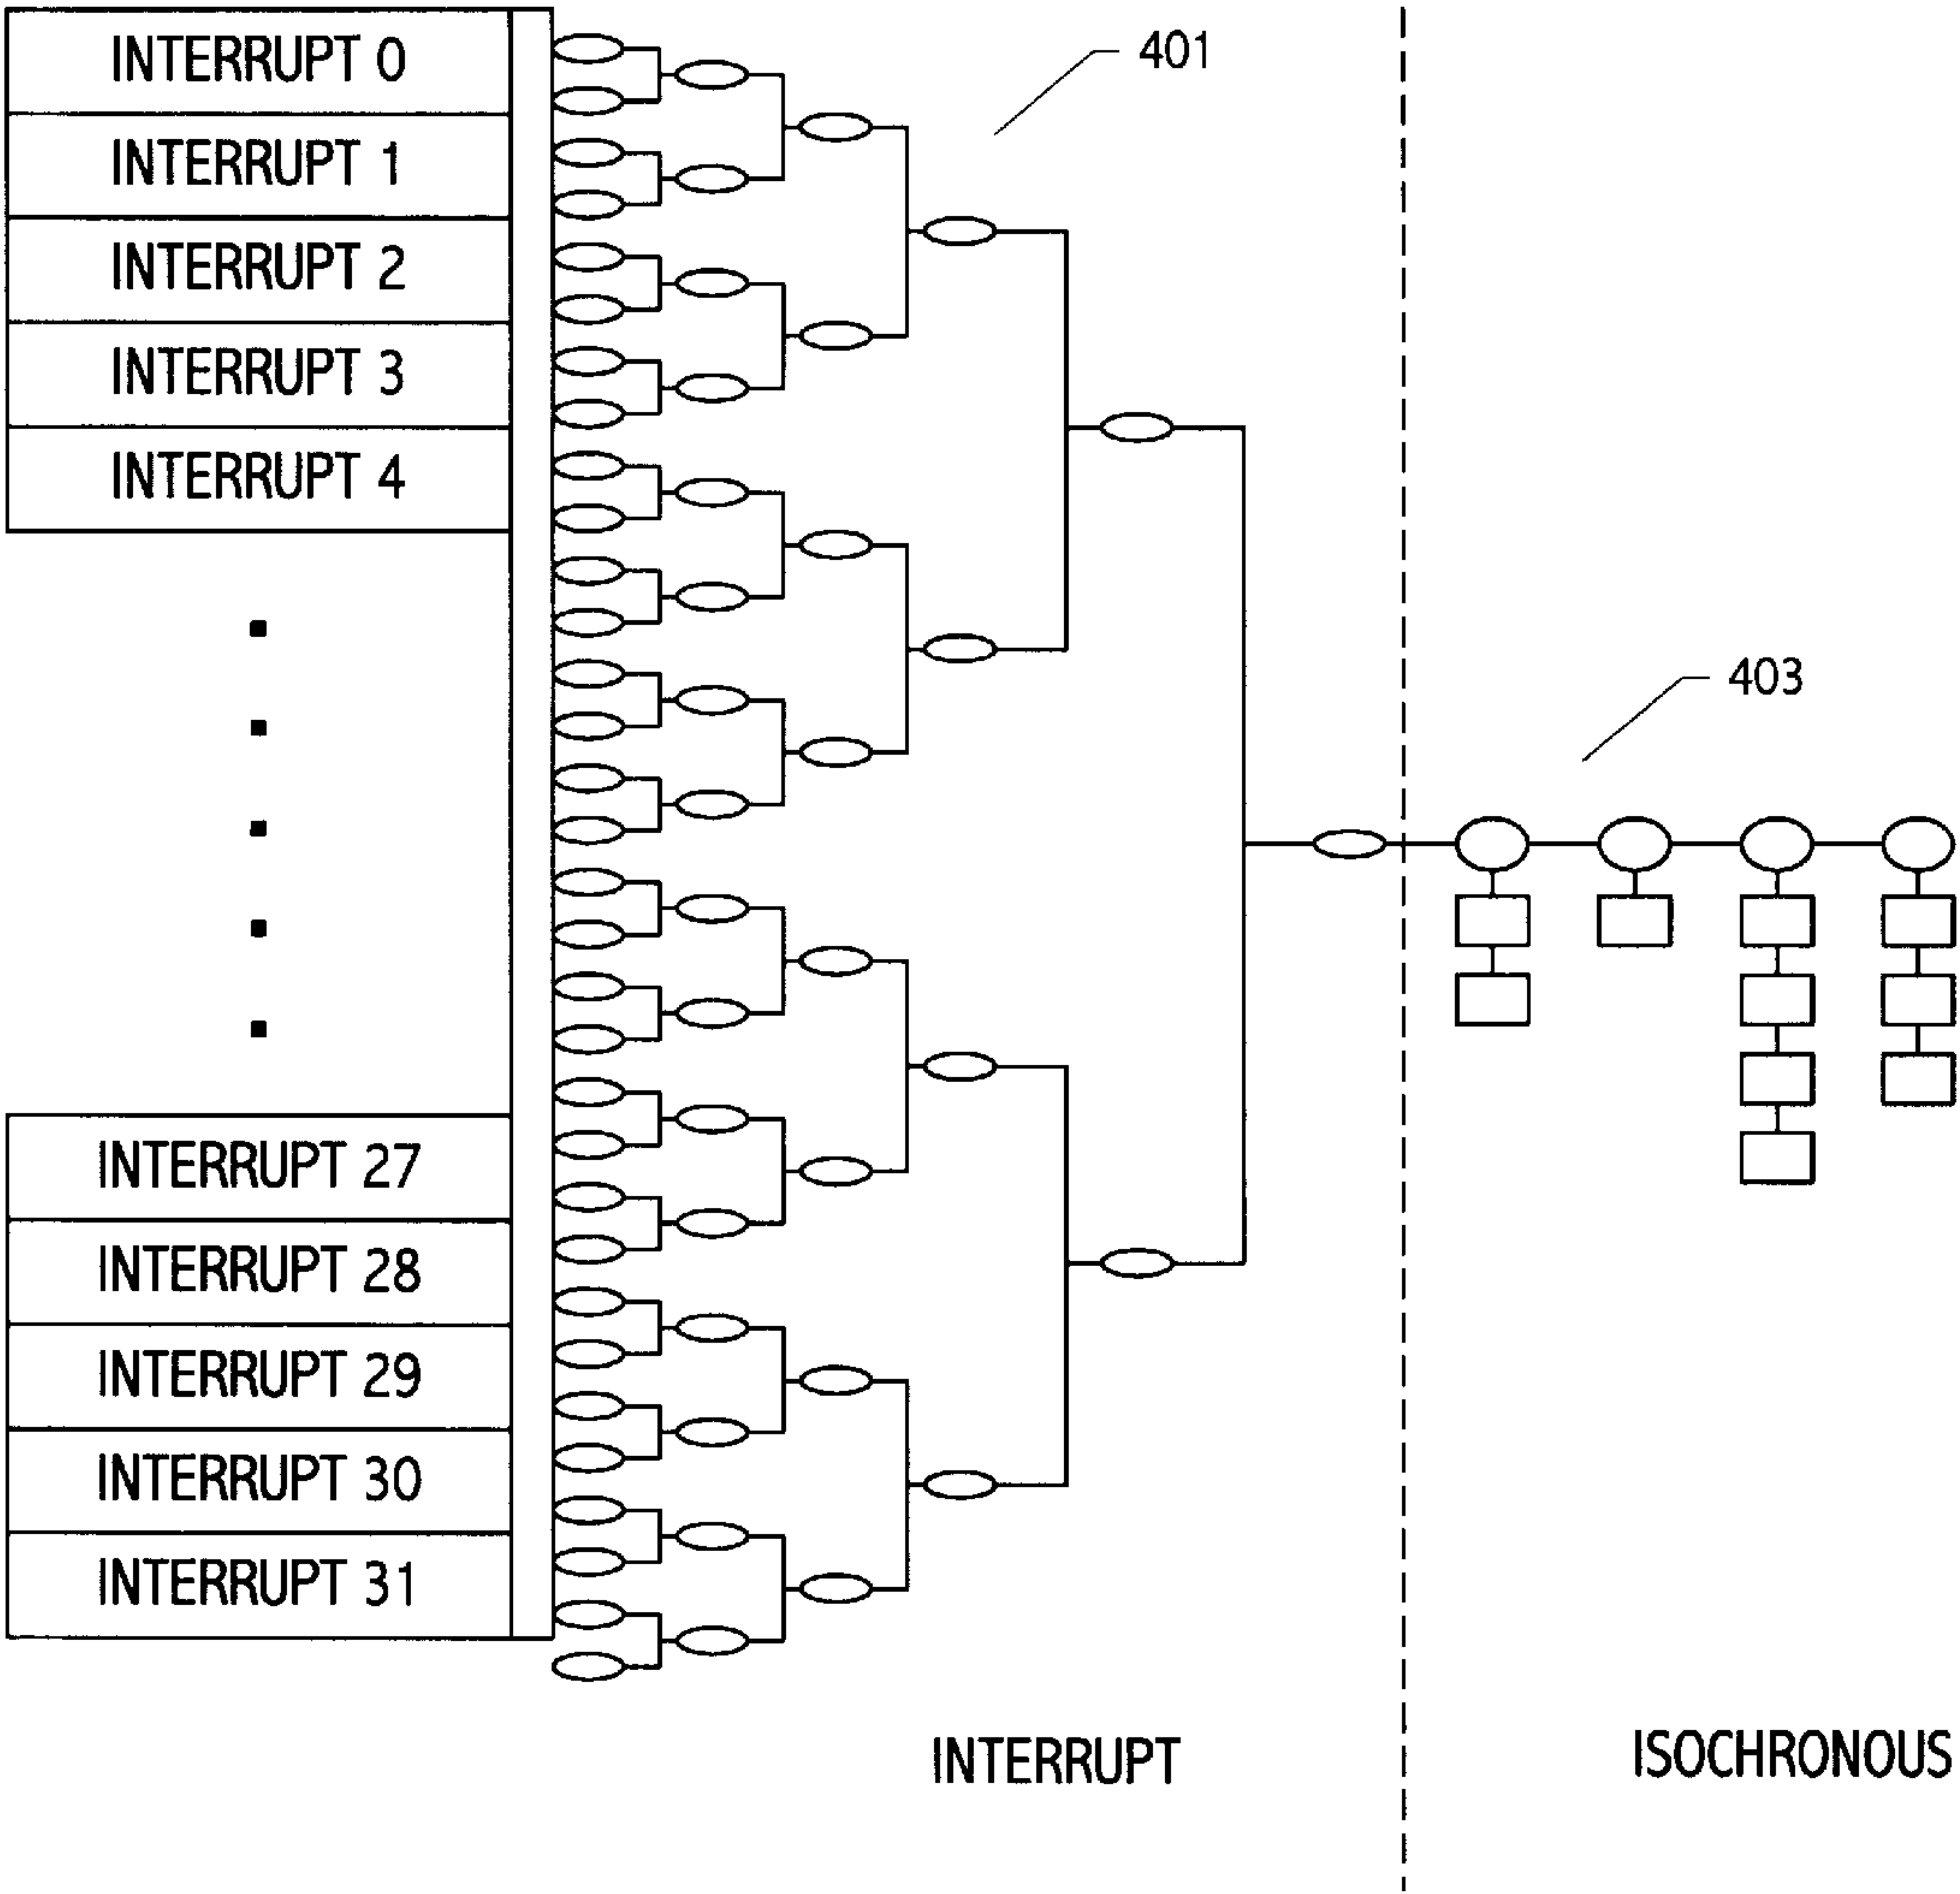 INTERRUPT 0
INTERRUPT 1
INTERRUPT 2
INTERRUPT 3
INTERRUPT 4
INTERRUPT 27
INTERRUPT 28
INTERRUPT 29
INTERRUPT 30
INTERRUPT 31
401
403
INTERRUPT
ISOCHRONOUS